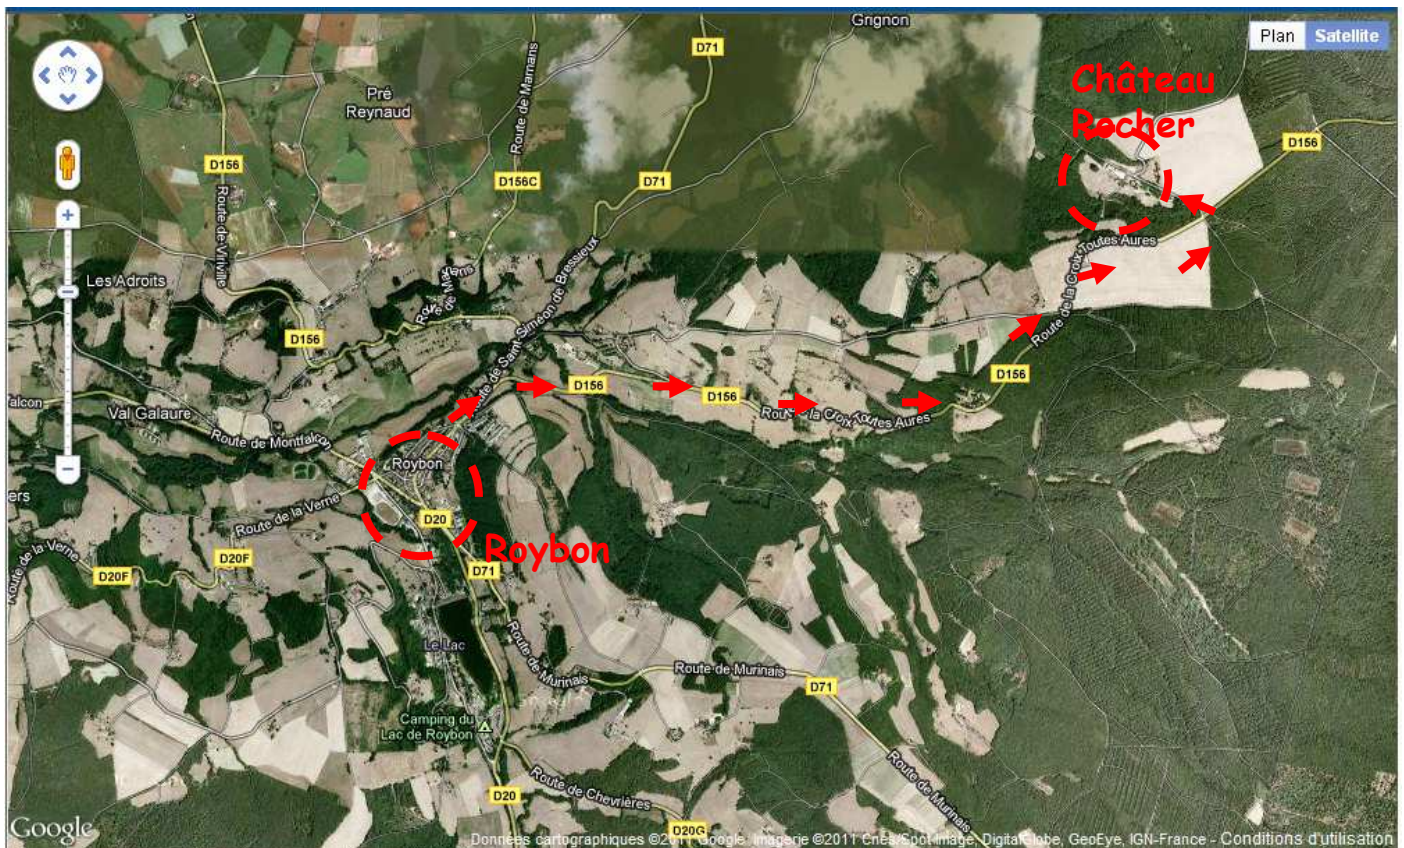 Grignon
Plan
Satellite
D71
Route de Marnans
Château
Rocher
Pré
Reynaud
D156
D156
D156C
D71
Route de Viriville
Toutes Aures
Route de Saint-Siméon de Bressieux
Route de la Croix
Les Adroits
de Mar
D156
D156
D156
D156
Val Galaure
Route de la Croix Toutes Aures
Route de Montfalcon
Roybon
ers
Route de la Verne
D20
Roybon
Route de la Verne
D20F
D20F
D71
Le Lac
Route de Murinais
Route de Murinais
D71
Camping du
Lac de Roybon
Route de Murinais
Route de Chevrières
D20
D20G
Google
Données cartographiques ©2011 Google, Imagerie ©2011 Cnes/Spot Image, DigitalGlobe, GeoEye, IGN-France - Conditions d'utilisation